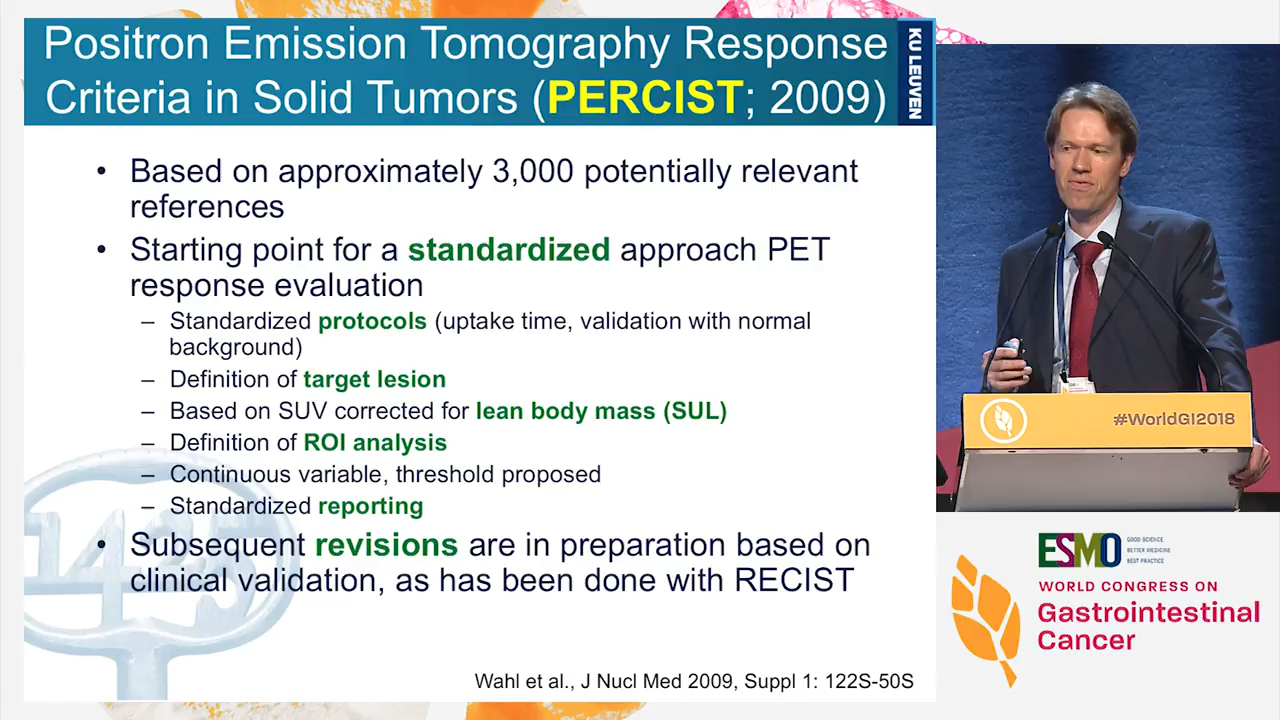 Positron Emission Tomography Response
Criteria in Solid Tumors (PERCIST; 2009)
KU LEUVEN
• Based on approximately 3,000 potentially relevant
references
• Starting point for a standardized approach PET
response evaluation
– Standardized protocols (uptake time, validation with normal
background)
– Definition of target lesion
– Based on SUV corrected for lean body mass (SUL)
– Definition of ROI analysis
– Continuous variable, threshold proposed
– Standardized reporting
• Subsequent revisions are in preparation based on
clinical validation, as has been done with RECIST
1425
Wahl et al., J Nucl Med 2009, Suppl 1: 122S-50S
#WorldGI2018
ESMO
GOOD SCIENCE
BETTER MEDICINE
BEST PRACTICE
WORLD CONGRESS ON
Gastrointestinal
Cancer